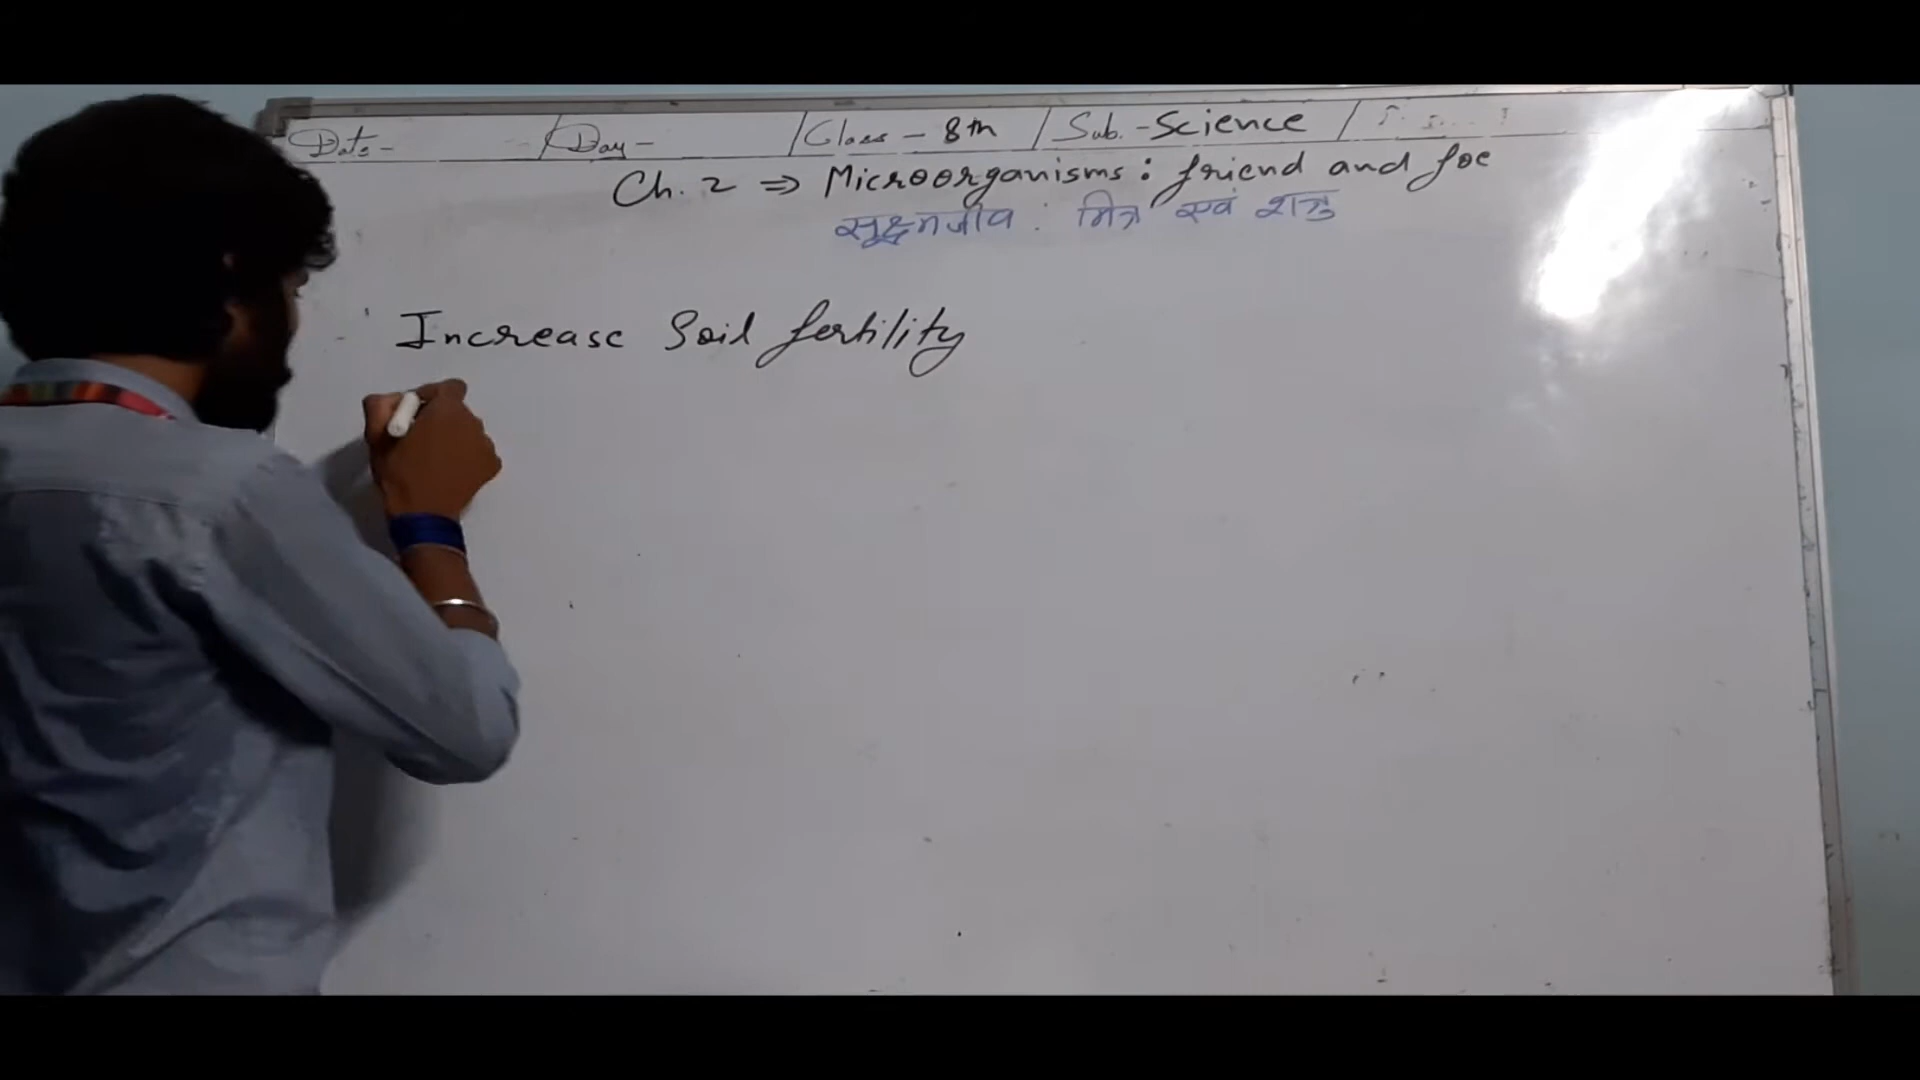 Date - / Day - / Class - 8th / Sub. - Science /
Ch. 2 ⇒ Microorganisms : friend and foe
सूक्ष्मजीव : मित्र एवं शत्रु
Increase Soil fertility